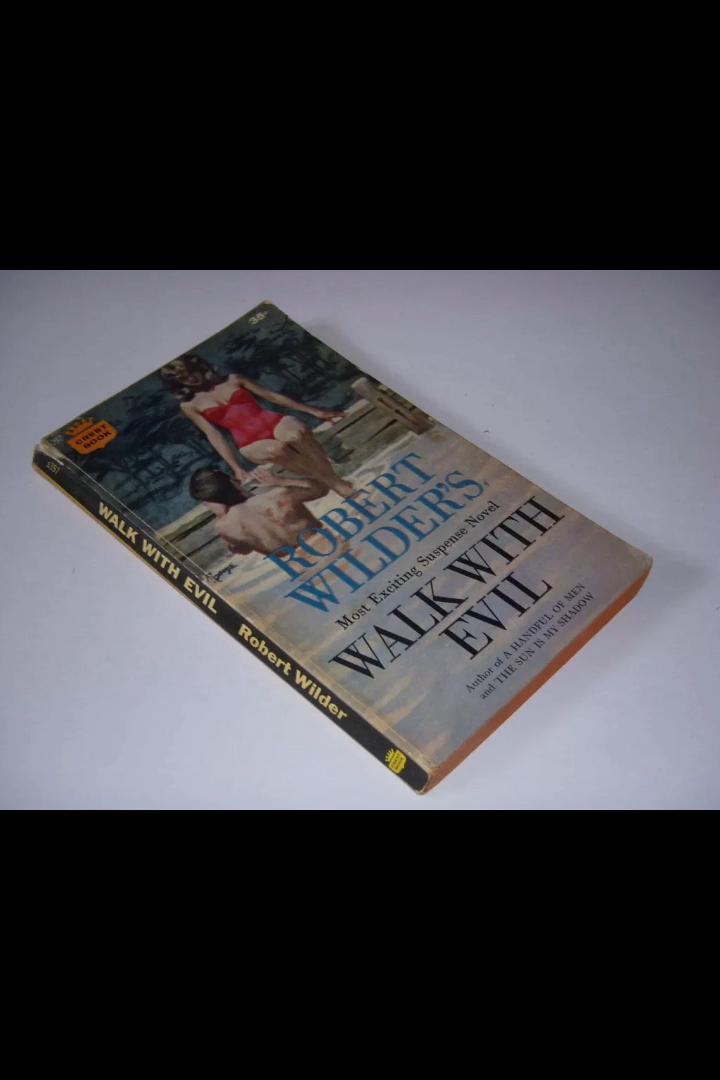 35¢
CREST
BOOK
ROBERT
WILDER'S
Most Exciting Suspense Novel
WALK WITH
EVIL
Author of A HANDFUL OF MEN
and THE SUN IS MY SHADOW
WALK WITH EVIL Robert Wilder